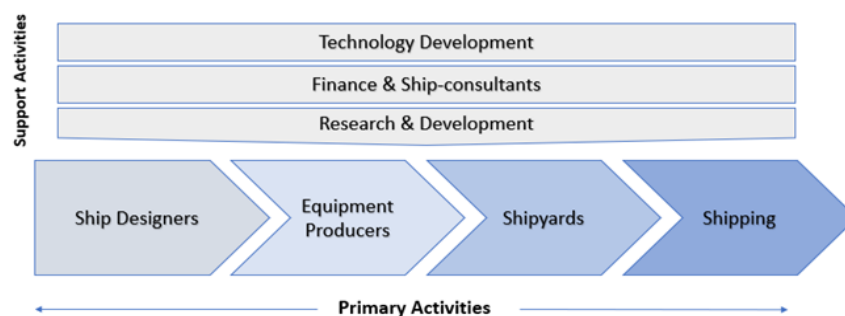 Support Activities
Technology Development
Finance & Ship-consultants
Research & Development
Ship Designers
Equipment
Producers
Shipyards
Shipping
Primary Activities